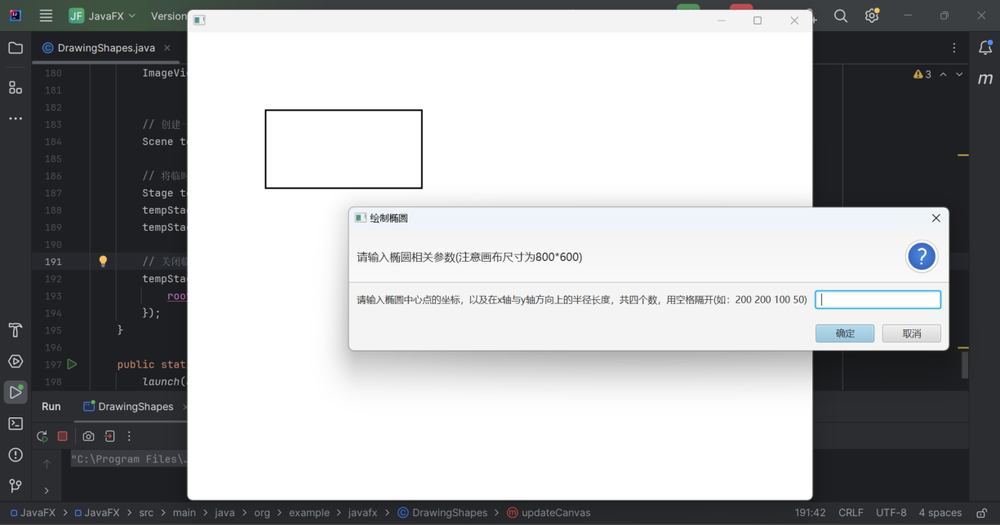 JF JavaFX Version
DrawingShapes.java
3
180 ImageVi
181
182
183 // 创建一
184 Scene t
185
186 // 将临时
187 Stage t
188 tempSta
189 tempSta
190
191 // 关闭临
192 tempSta
193 roo
194 });
195 }
196
197 public stat
198 launch(
绘制椭圆
请输入椭圆相关参数(注意画布尺寸为800*600)
?
请输入椭圆中心点的坐标，以及在x轴与y轴方向上的半径长度，共四个数，用空格隔开(如：200 200 100 50)
确定 取消
Run DrawingShapes
"C:\Program Files\J
JavaFX > JavaFX > src > main > java > org > example > javafx > DrawingShapes > updateCanvas 191:42 CRLF UTF-8 4 spaces